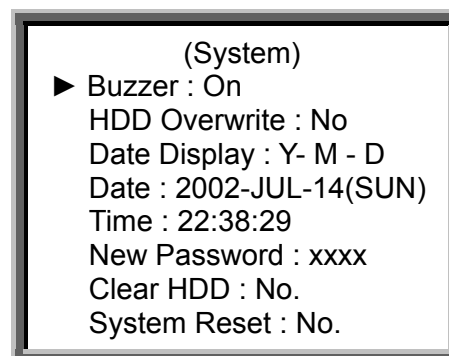 (System)
► Buzzer : On
HDD Overwrite : No
Date Display : Y- M - D
Date : 2002-JUL-14(SUN)
Time : 22:38:29
New Password : xxxx
Clear HDD : No.
System Reset : No.